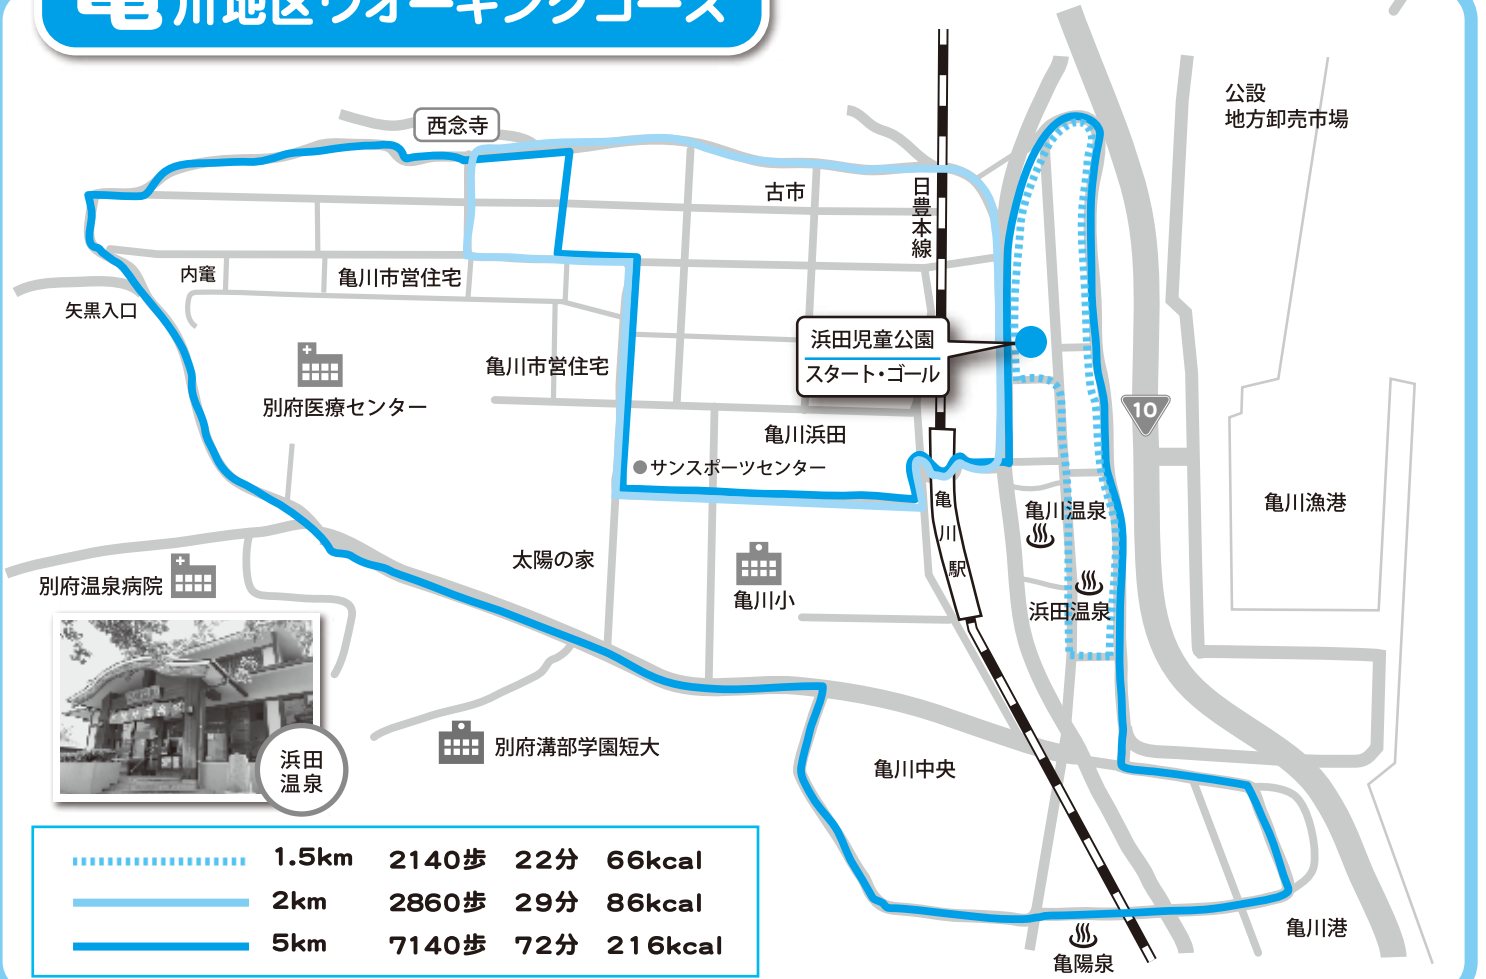 亀川地区ウオーキングコース
公設
地方卸売市場
西念寺
古市
日豊本線
内竈
亀川市営住宅
矢黒入口
浜田児童公園
スタート・ゴール
亀川市営住宅
別府医療センター
10
亀川浜田
サンスポーツセンター
亀川駅
亀川温泉
亀川漁港
太陽の家
別府温泉病院
亀川小
浜田温泉
別府溝部学園短大
浜田
温泉
亀川中央
1.5km 2140歩 22分 66kcal
2km 2860歩 29分 86kcal
5km 7140歩 72分 216kcal
亀川港
亀陽泉